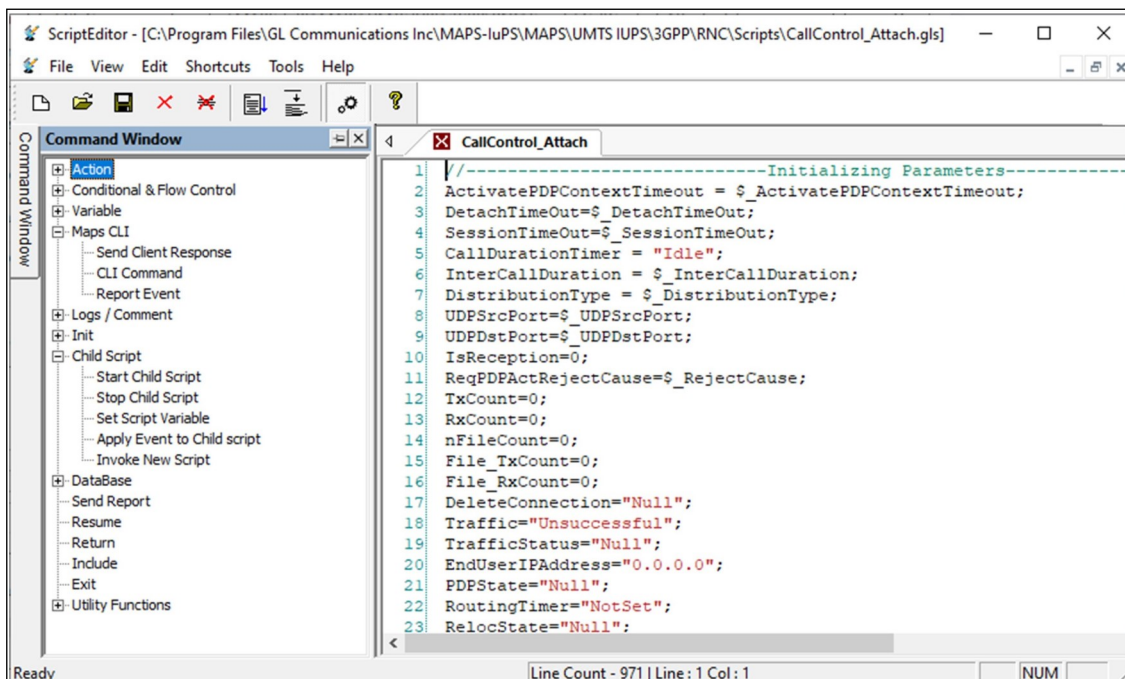 ScriptEditor - [C:\Program Files\GL Communications Inc\MAPS-IuPS\MAPS\UMTS IUPS\3GPP\RNC\Scripts\CallControl_Attach.gls]
File View Edit Shortcuts Tools Help
Command Window
Command Window
Action
Conditional & Flow Control
Variable
Maps CLI
Send Client Response
CLI Command
Report Event
Logs / Comment
Init
Child Script
Start Child Script
Stop Child Script
Set Script Variable
Apply Event to Child script
Invoke New Script
DataBase
Send Report
Resume
Return
Include
Exit
Utility Functions
CallControl_Attach
1 //-----------------------------Initializing Parameters------------
2 ActivatePDPContextTimeout = $_ActivatePDPContextTimeout;
3 DetachTimeOut=$_DetachTimeOut;
4 SessionTimeOut=$_SessionTimeOut;
5 CallDurationTimer = "Idle";
6 InterCallDuration = $_InterCallDuration;
7 DistributionType = $_DistributionType;
8 UDPSrcPort=$_UDPSrcPort;
9 UDPDstPort=$_UDPDstPort;
10 IsReception=0;
11 ReqPDPActRejectCause=$_RejectCause;
12 TxCount=0;
13 RxCount=0;
14 nFileCount=0;
15 File_TxCount=0;
16 File_RxCount=0;
17 DeleteConnection="Null";
18 Traffic="Unsuccessful";
19 TrafficStatus="Null";
20 EndUserIPAddress="0.0.0.0";
21 PDPState="Null";
22 RoutingTimer="NotSet";
23 RelocState="Null";
Ready
Line Count - 971 | Line : 1 Col : 1
NUM